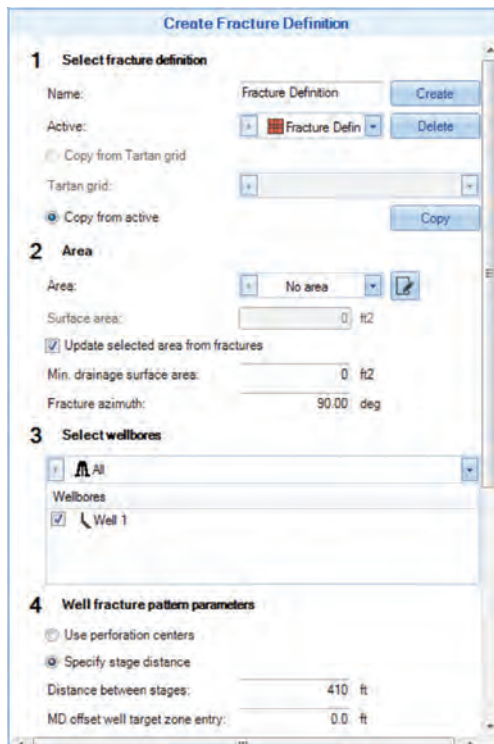 Create Fracture Definition
1 Select fracture definition
Name: Fracture Definition Create
Active: Fracture Defin Delete
Copy from Tartan grid
Tartan grid:
Copy from active Copy
2 Area
Area: No area
Surface area: 0 ft2
Update selected area from fractures
Min. drainage surface area: 0 ft2
Fracture azimuth: 90.00 deg
3 Select wellbores
All
Wellbores
Well 1
4 Well fracture pattern parameters
Use perforation centers
Specify stage distance
Distance between stages: 410 ft
MD offset well target zone entry: 0.0 ft